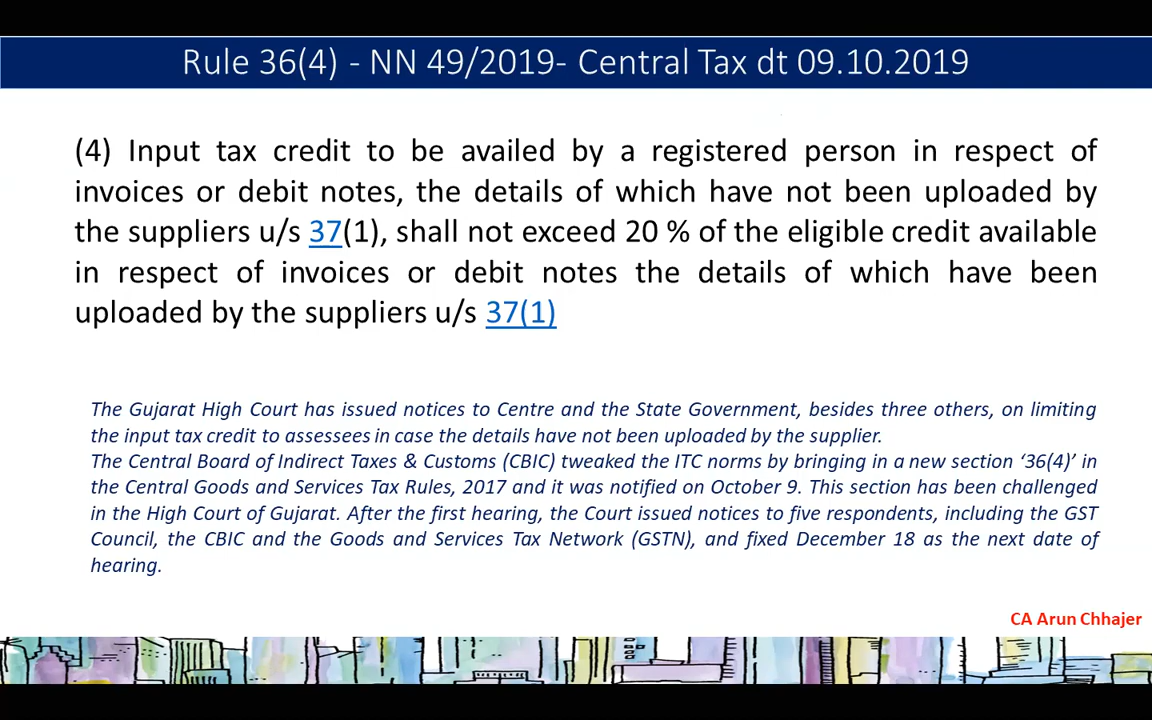 Rule 36(4) - NN 49/2019- Central Tax dt 09.10.2019
(4) Input tax credit to be availed by a registered person in respect of
invoices or debit notes, the details of which have not been uploaded by
the suppliers u/s 37(1), shall not exceed 20 % of the eligible credit available
in respect of invoices or debit notes the details of which have been
uploaded by the suppliers u/s 37(1)
The Gujarat High Court has issued notices to Centre and the State Government, besides three others, on limiting
the input tax credit to assessees in case the details have not been uploaded by the supplier.
The Central Board of Indirect Taxes & Customs (CBIC) tweaked the ITC norms by bringing in a new section ‘36(4)’ in
the Central Goods and Services Tax Rules, 2017 and it was notified on October 9. This section has been challenged
in the High Court of Gujarat. After the first hearing, the Court issued notices to five respondents, including the GST
Council, the CBIC and the Goods and Services Tax Network (GSTN), and fixed December 18 as the next date of
hearing.
CA Arun Chhajer